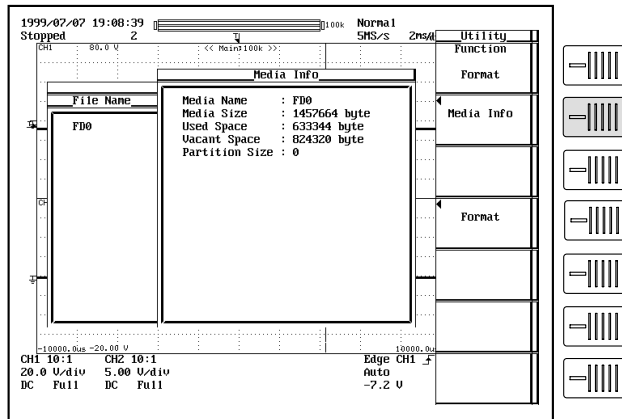 1999/07/07 19:08:39
100k
Normal
Stopped 2
5MS/s 2ms/d
CH1 80.0 V
<< Main:100k >>
Utility
Function
Format
Media Info
Format
File Name
FD0
Media Info
Media Name : FD0
Media Size : 1457664 byte
Used Space : 633344 byte
Vacant Space : 824320 byte
Partition Size : 0
CH
-10000.0us -20.00 V
10000.0u
CH1 10:1 CH2 10:1
Edge CH1
20.0 V/div 5.00 V/div
Auto
DC Full DC Full
-7.2 V